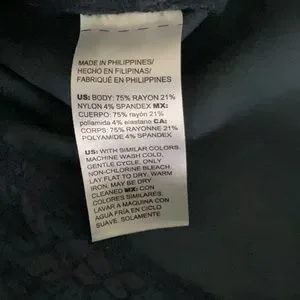 MADE IN PHILIPPINES/
HECHO EN FILIPINAS/
FABRIQUÉ EN PHILIPPINES
US: BODY: 75% RAYON 21%
NYLON 4% SPANDEX MX:
CUERPO: 75% rayón 21%
poliamida 4% elastano CA:
CORPS: 75% RAYONNE 21%
POLYAMIDE 4% SPANDEX
US: WITH SIMILAR COLORS.
MACHINE WASH COLD,
GENTLE CYCLE. ONLY
NON-CHLORINE BLEACH.
LAY FLAT TO DRY. WARM
IRON. MAY BE DRY
CLEANED MX: CON
COLORES SIMILARES.
LAVAR A MAQUINA CON
AGUA FRIA EN CICLO
SUAVE. SOLAMENTE